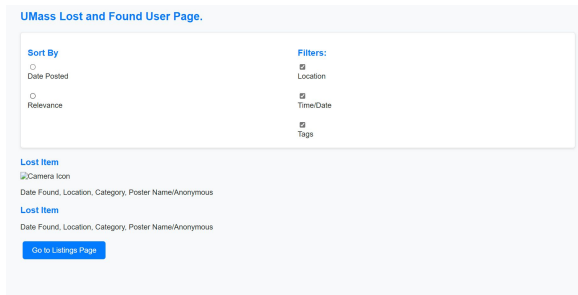 UMass Lost and Found User Page.
Sort By
Date Posted
Relevance
Filters:
Location
Time/Date
Tags
Lost Item
Camera Icon
Date Found, Location, Category, Poster Name/Anonymous
Lost Item
Date Found, Location, Category, Poster Name/Anonymous
Go to Listings Page